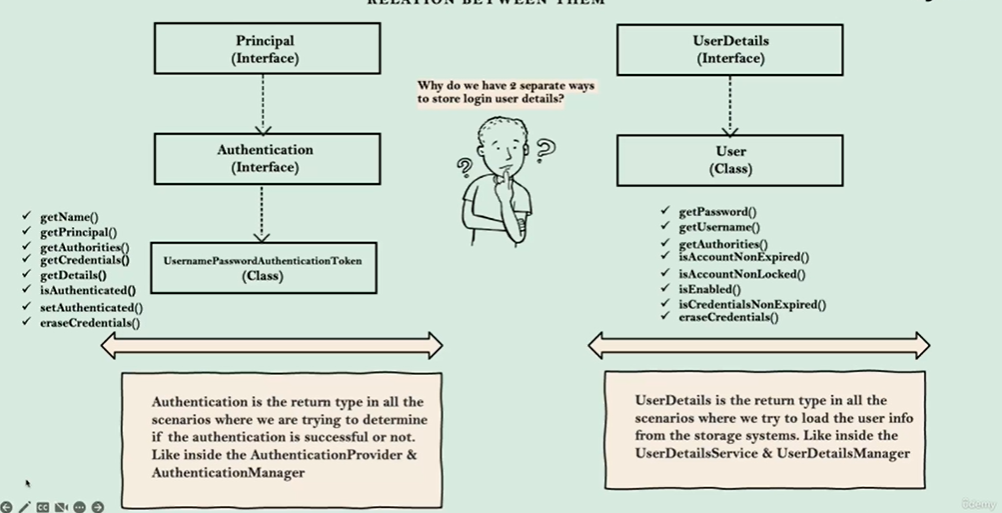 RELATION BETWEEN THEM
Principal
(Interface)
Authentication
(Interface)
UsernamePasswordAuthenticationToken
(Class)
✓ getName()
✓ getPrincipal()
✓ getAuthorities()
✓ getCredentials()
✓ getDetails()
✓ isAuthenticated()
✓ setAuthenticated()
✓ eraseCredentials()
Why do we have 2 separate ways
to store login user details?
?
?
UserDetails
(Interface)
User
(Class)
✓ getPassword()
✓ getUsername()
✓ getAuthorities()
✓ isAccountNonExpired()
✓ isAccountNonLocked()
✓ isEnabled()
✓ isCredentialsNonExpired()
✓ eraseCredentials()
Authentication is the return type in all the
scenarios where we are trying to determine
if the authentication is successful or not.
Like inside the AuthenticationProvider &
AuthenticationManager
UserDetails is the return type in all the
scenarios where we try to load the user info
from the storage systems. Like inside the
UserDetailsService & UserDetailsManager
CC
Udemy